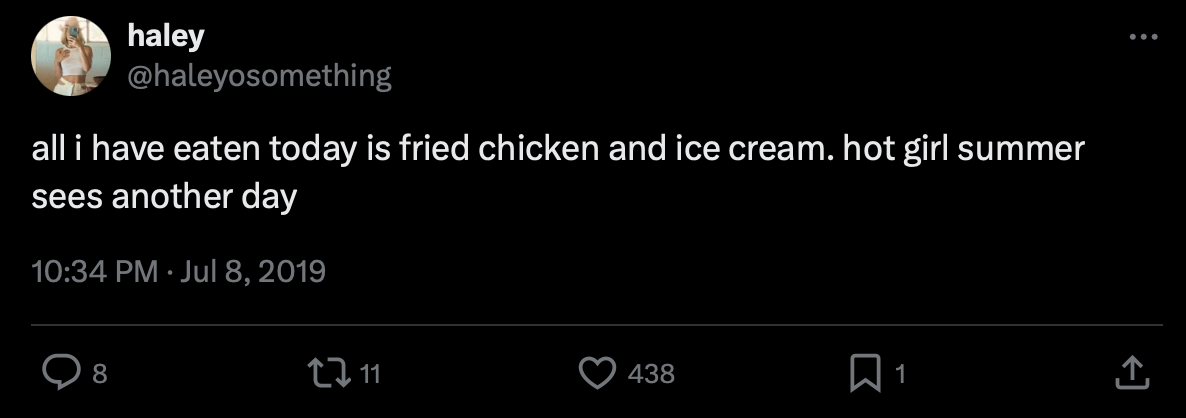 haley
@haleyosomething
all i have eaten today is fried chicken and ice cream. hot girl summer
sees another day
10:34 PM · Jul 8, 2019
8 11 438 1